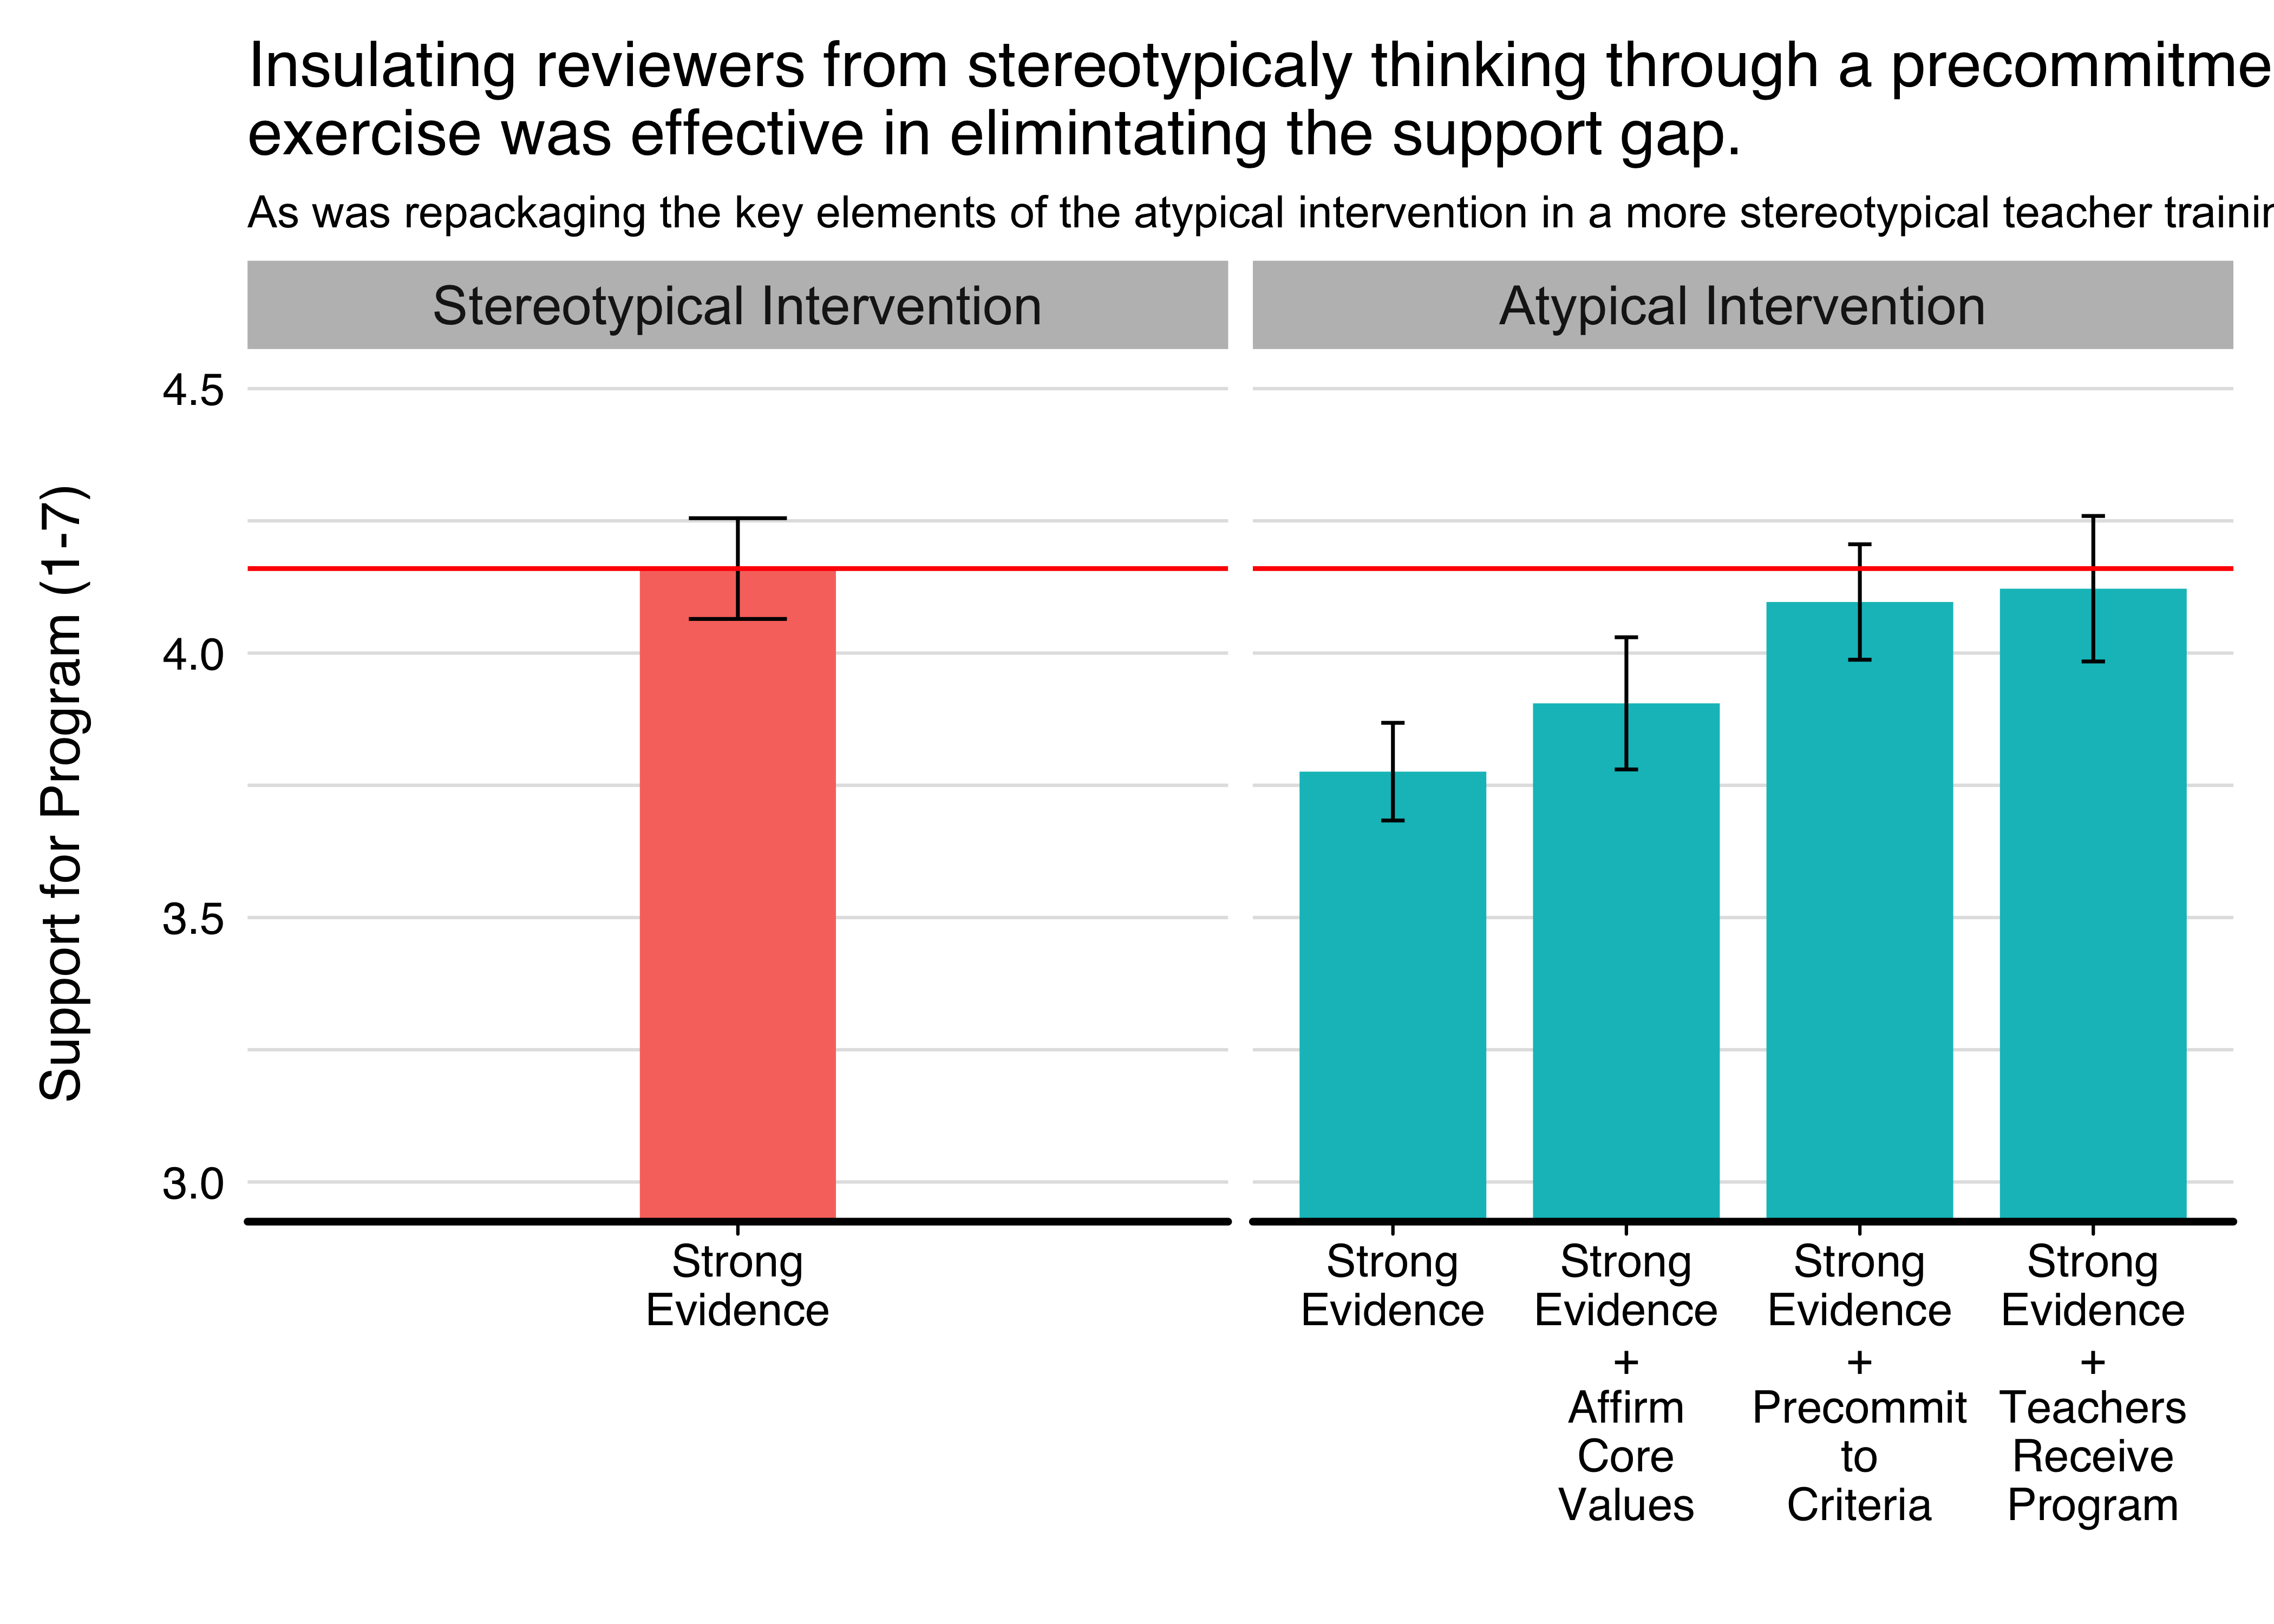 Insulating reviewers from stereotypicaly thinking through a precommitme
exercise was effective in elimintating the support gap.
As was repackaging the key elements of the atypical intervention in a more stereotypical teacher
Stereotypical Intervention
Atypical Intervention
4.5
4.0
3.5
3.0
Support for Program (1-7)
Strong
Evidence
Strong
Evidence
Strong
Evidence
+
Affirm
Core
Values
Strong
Evidence
+
Precommit
to
Criteria
Strong
Evidence
+
Teachers
Receive
Program